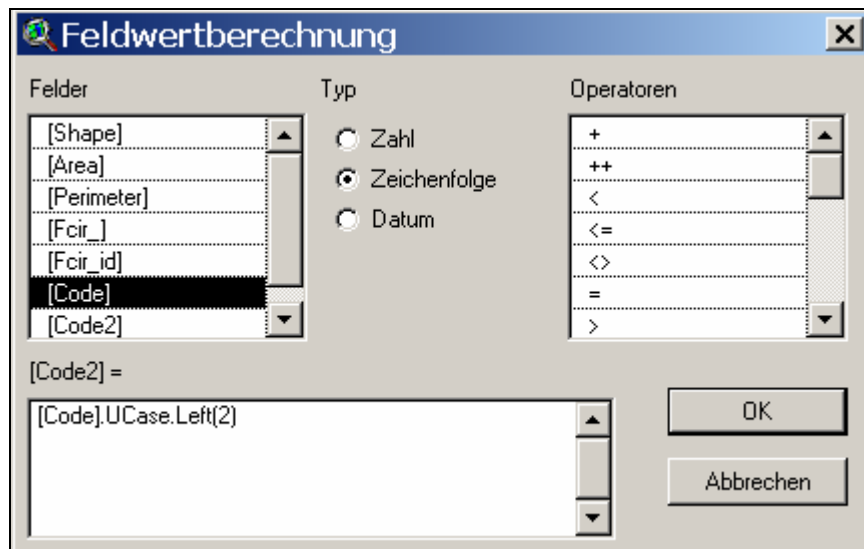 Feldwertberechnung
Felder
Typ
Operatoren
[Shape]
[Area]
[Perimeter]
[Fcir_]
[Fcir_id]
[Code]
[Code2]
Zahl
Zeichenfolge
Datum
+
++
<
<=
<>
=
>
[Code2] =
[Code].UCase.Left(2)
OK
Abbrechen